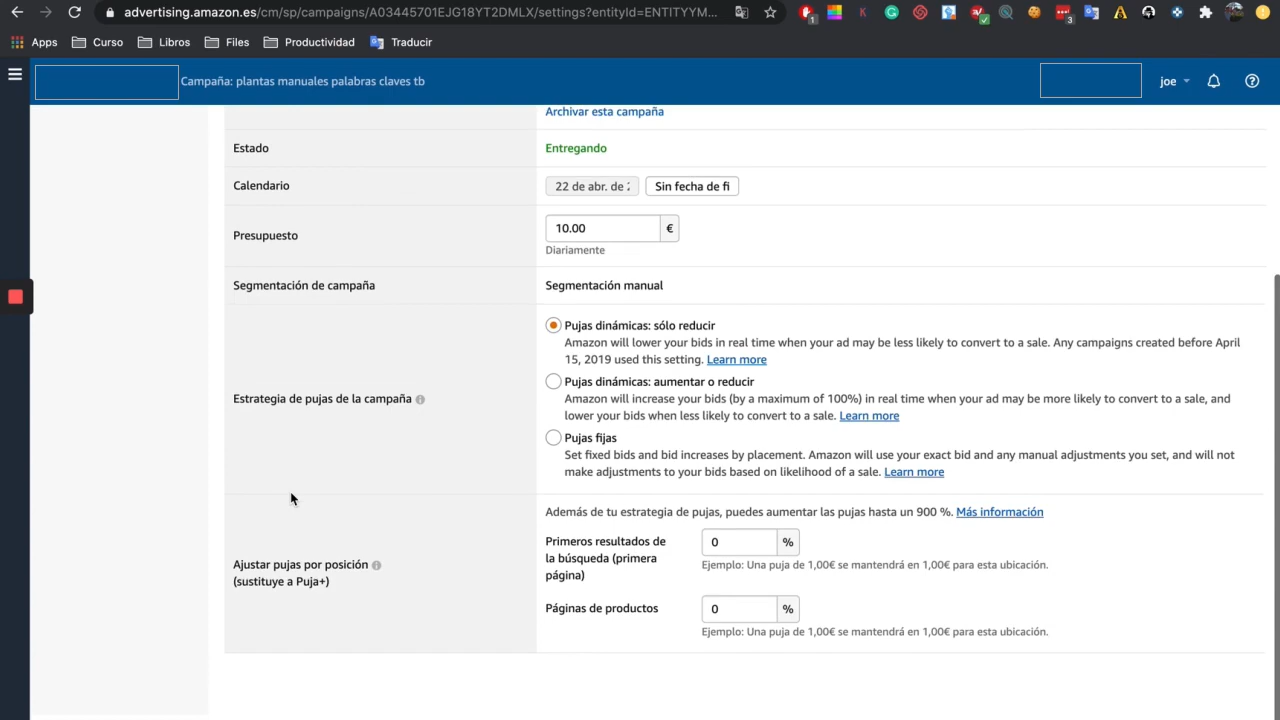 advertising.amazon.es/cm/sp/campaigns/A03445701EJG18YT2DMLX/settings?entityId=ENTITYYM...
Apps Curso Libros Files Productividad Traducir
Campaña: plantas manuales palabras claves tb joe
Archivar esta campaña
Estado Entregando
Calendario 22 de abr. de 2 Sin fecha de fi
Presupuesto 10.00 €
Diariamente
Segmentación de campaña Segmentación manual
Estrategia de pujas de la campaña
Pujas dinámicas: sólo reducir
Amazon will lower your bids in real time when your ad may be less likely to convert to a sale. Any campaigns created before April
15, 2019 used this setting. Learn more
Pujas dinámicas: aumentar o reducir
Amazon will increase your bids (by a maximum of 100%) in real time when your ad may be more likely to convert to a sale, and
lower your bids when less likely to convert to a sale. Learn more
Pujas fijas
Set fixed bids and bid increases by placement. Amazon will use your exact bid and any manual adjustments you set, and will not
make adjustments to your bids based on likelihood of a sale. Learn more
Ajustar pujas por posición
(sustituye a Puja+)
Además de tu estrategia de pujas, puedes aumentar las pujas hasta un 900 %. Más información
Primeros resultados de
la búsqueda (primera
página)
0 %
Ejemplo: Una puja de 1,00€ se mantendrá en 1,00€ para esta ubicación.
Páginas de productos 0 %
Ejemplo: Una puja de 1,00€ se mantendrá en 1,00€ para esta ubicación.